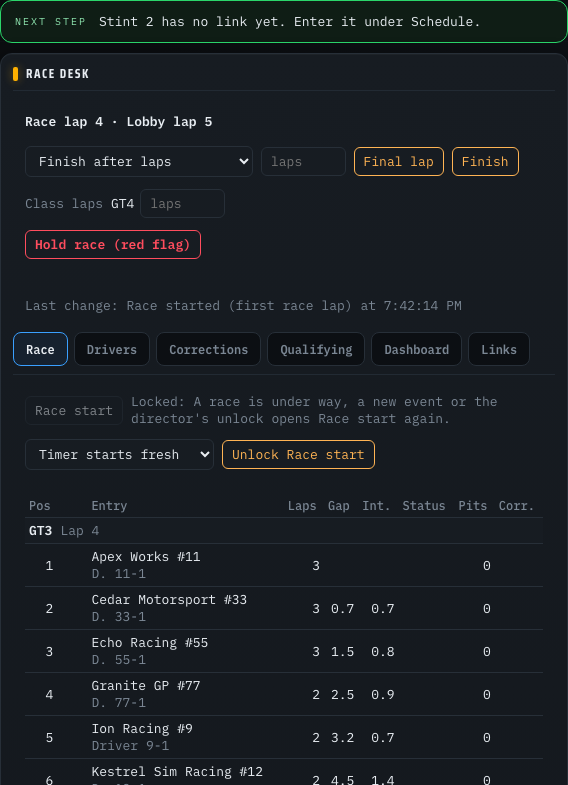 NEXT STEP Stint 2 has no link yet. Enter it under Schedule.
RACE DESK
Race lap 4 · Lobby lap 5
Finish after laps laps Final lap Finish
Class laps GT4 laps
Hold race (red flag)
Last change: Race started (first race lap) at 7:42:14 PM
Race Drivers Corrections Qualifying Dashboard Links
Race start Locked: A race is under way, a new event or the
director's unlock opens Race start again.
Timer starts fresh Unlock Race start
Pos Entry Laps Gap Int. Status Pits Corr.
GT3 Lap 4
1 Apex Works #11 3 0
D. 11-1
2 Cedar Motorsport #33 3 0.7 0.7 0
D. 33-1
3 Echo Racing #55 3 1.5 0.8 0
D. 55-1
4 Granite GP #77 2 2.5 0.9 0
D. 77-1
5 Ion Racing #9 2 3.2 0.7 0
Driver 9-1
6 Kestrel Sim Racing #12 2 4.5 1.4 0